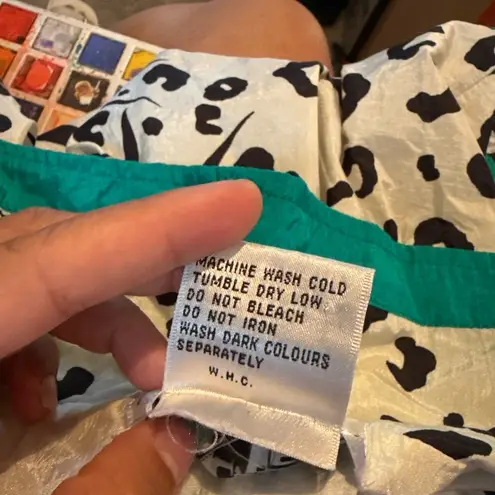 MACHINE WASH COLD
TUMBLE DRY LOW
DO NOT BLEACH
DO NOT IRON
WASH DARK COLOURS
SEPARATELY
W.H.C.